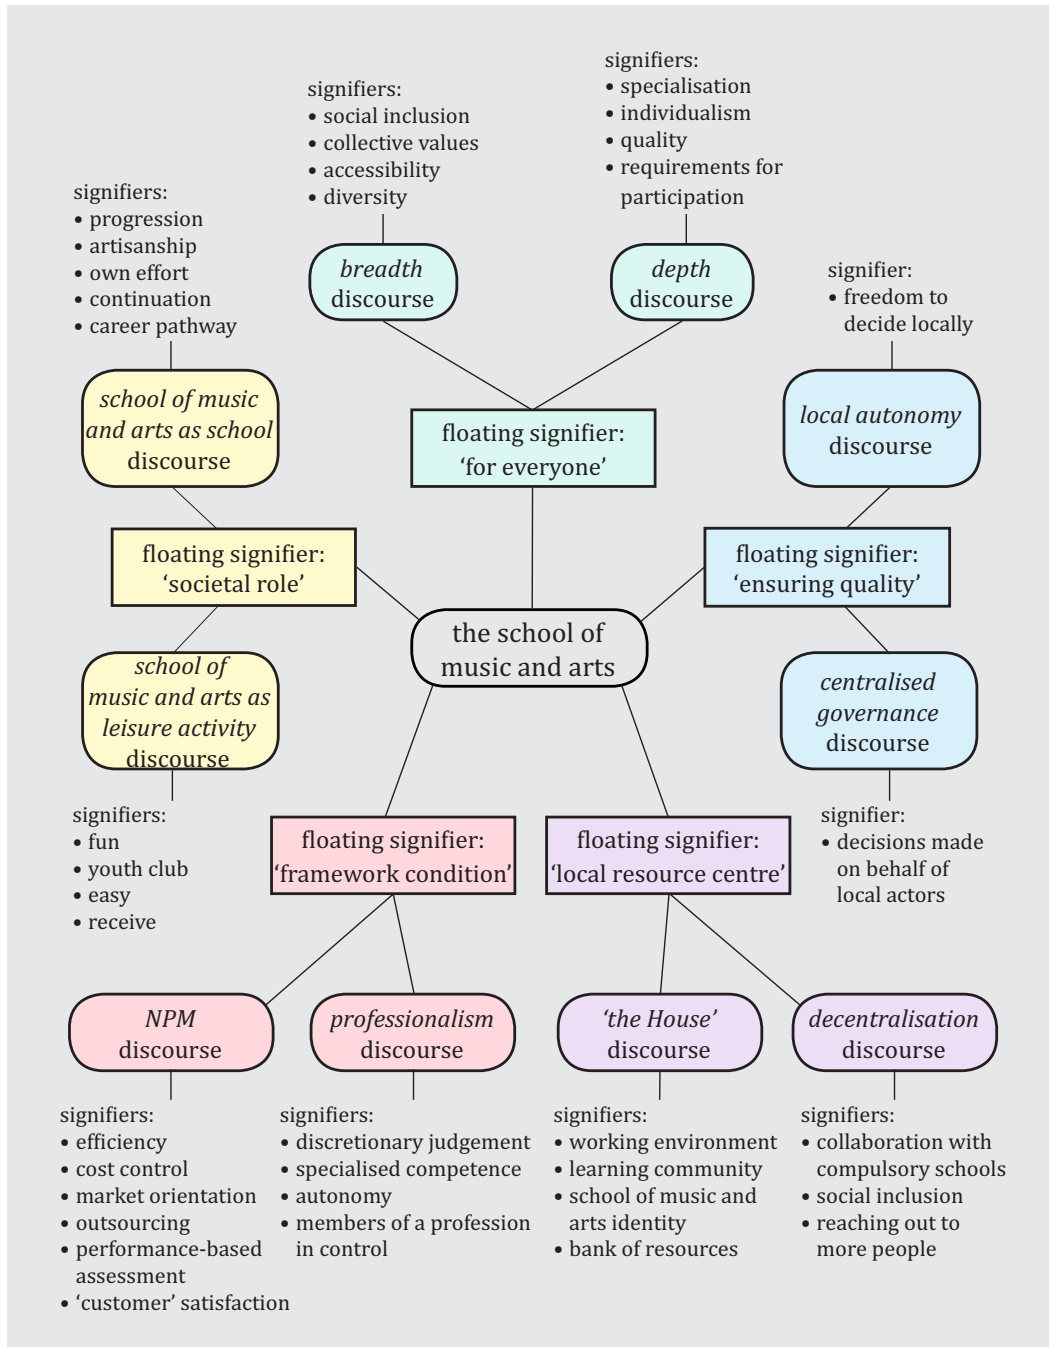 signifiers:
• specialisation
• individualism
• quality
• requirements for
participation
signifiers:
• social inclusion
• collective values
• accessibility
• diversity
signifiers:
• progression
• artisanship
• own effort
• continuation
• career pathway
breadth
discourse
depth
discourse
signifier:
• freedom to
decide locally
school of music
and arts as school
discourse
floating signifier:
‘for everyone’
local autonomy
discourse
floating signifier:
‘societal role’
floating signifier:
‘ensuring quality’
the school of
music and arts
school of
music and arts as
leisure activity
discourse
centralised
governance
discourse
signifiers:
• fun
• youth club
• easy
• receive
floating signifier:
‘framework condition’
floating signifier:
‘local resource centre’
signifier:
• decisions made
on behalf of
local actors
NPM
discourse
professionalism
discourse
‘the House’
discourse
decentralisation
discourse
signifiers:
• efficiency
• cost control
• market orientation
• outsourcing
• performance-based
assessment
• ‘customer’ satisfaction
signifiers:
• discretionary judgement
• specialised competence
• autonomy
• members of a profession
in control
signifiers:
• working environment
• learning community
• school of music and
arts identity
• bank of resources
signifiers:
• collaboration with
compulsory schools
• social inclusion
• reaching out to
more people